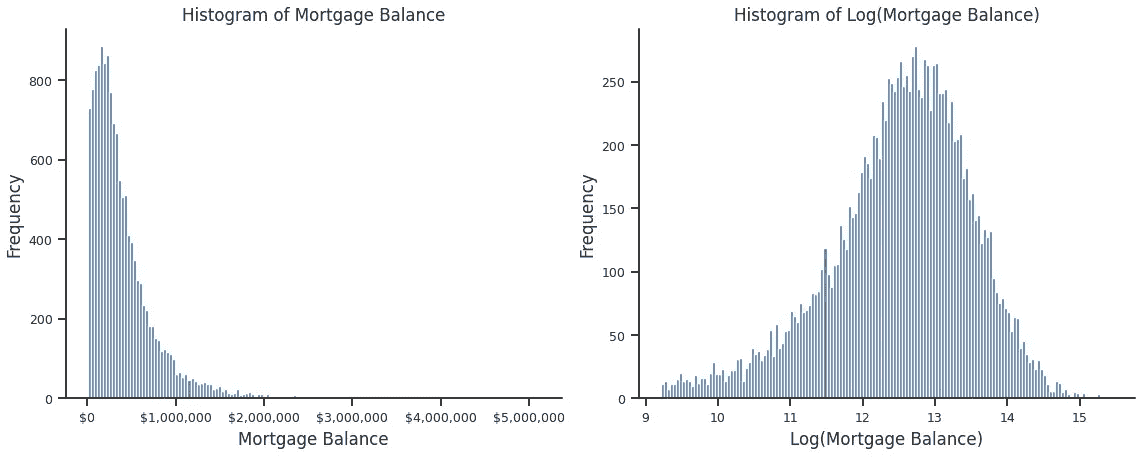 Histogram of Mortgage Balance
Frequency
800
600
400
200
0
$0 $1,000,000 $2,000,000 $3,000,000 $4,000,000 $5,000,000
Mortgage Balance
Histogram of Log(Mortgage Balance)
Frequency
250
200
150
100
50
0
9 10 11 12 13 14 15
Log(Mortgage Balance)